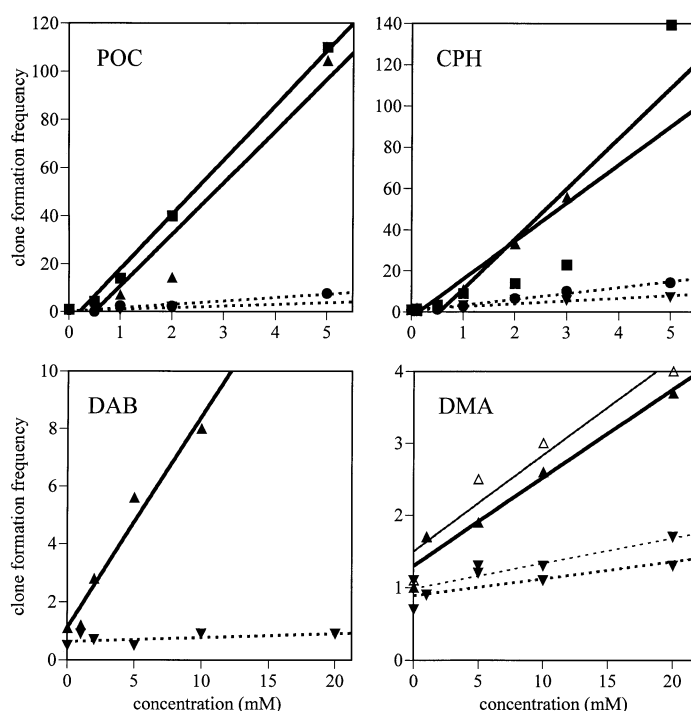 120
100
80
60
40
20
0
clone formation frequency
POC
0 1 2 3 4 5
140
120
100
80
60
40
20
0
CPH
0 1 2 3 4 5
10
8
6
4
2
0
clone formation frequency
DAB
0 5 10 15 20
concentration (mM)
4
3
2
1
0
DMA
0 5 10 15 20
concentration (mM)